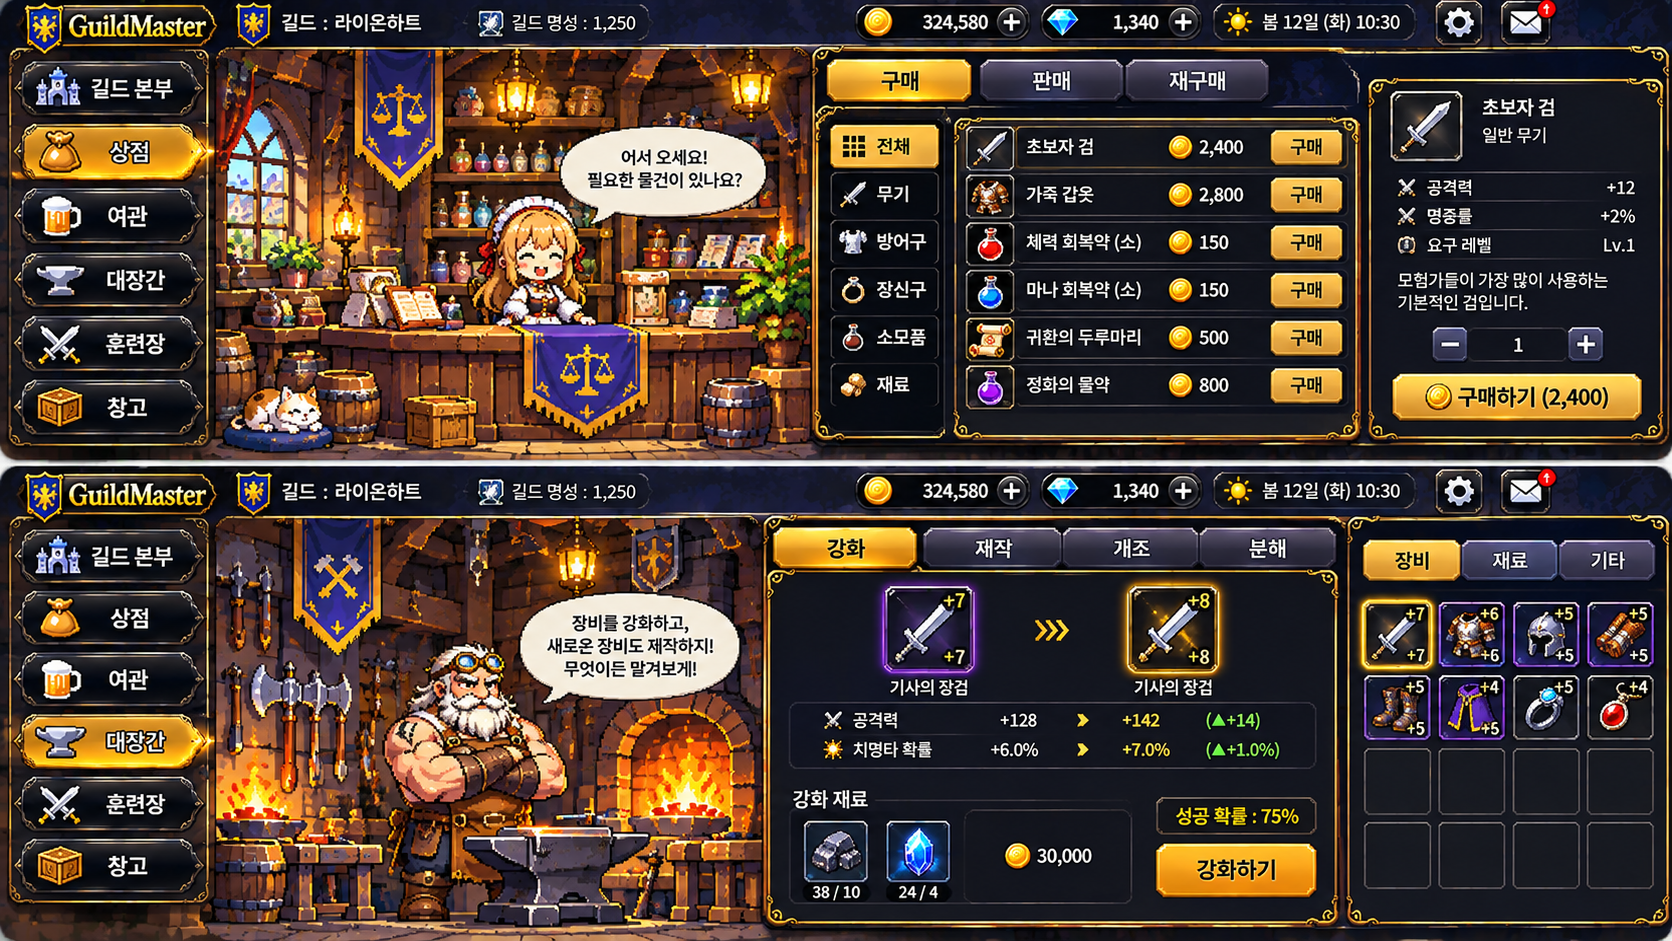 GuildMaster
길드 : 라이온하트
길드 명성 : 1,250
324,580
1,340
봄 12일 (화) 10:30
길드 본부
상점
여관
대장간
훈련장
창고
어서 오세요!
필요한 물건이 있나요?
구매
판매
재구매
전체
무기
방어구
장신구
소모품
재료
초보자 검 2,400 구매
가죽 갑옷 2,800 구매
체력 회복약 (소) 150 구매
마나 회복약 (소) 150 구매
귀환의 두루마리 500 구매
정화의 물약 800 구매
초보자 검
일반 무기
공격력 +12
명중률 +2%
요구 레벨 Lv.1
모험가들이 가장 많이 사용하는
기본적인 검입니다.
1
구매하기 (2,400)
GuildMaster
길드 : 라이온하트
길드 명성 : 1,250
324,580
1,340
봄 12일 (화) 10:30
길드 본부
상점
여관
대장간
훈련장
창고
장비를 강화하고,
새로운 장비도 제작하지!
무엇이든 맡겨보게!
강화
제작
개조
분해
+7
+7
기사의 장검
+8
+8
기사의 장검
공격력 +128 +142 (▲+14)
치명타 확률 +6.0% +7.0% (▲+1.0%)
강화 재료
38 / 10
24 / 4
30,000
성공 확률 : 75%
강화하기
장비
재료
기타
+7 +6 +5 +5
+7 +6 +5 +5
+5 +4 +5 +4
+5 +5